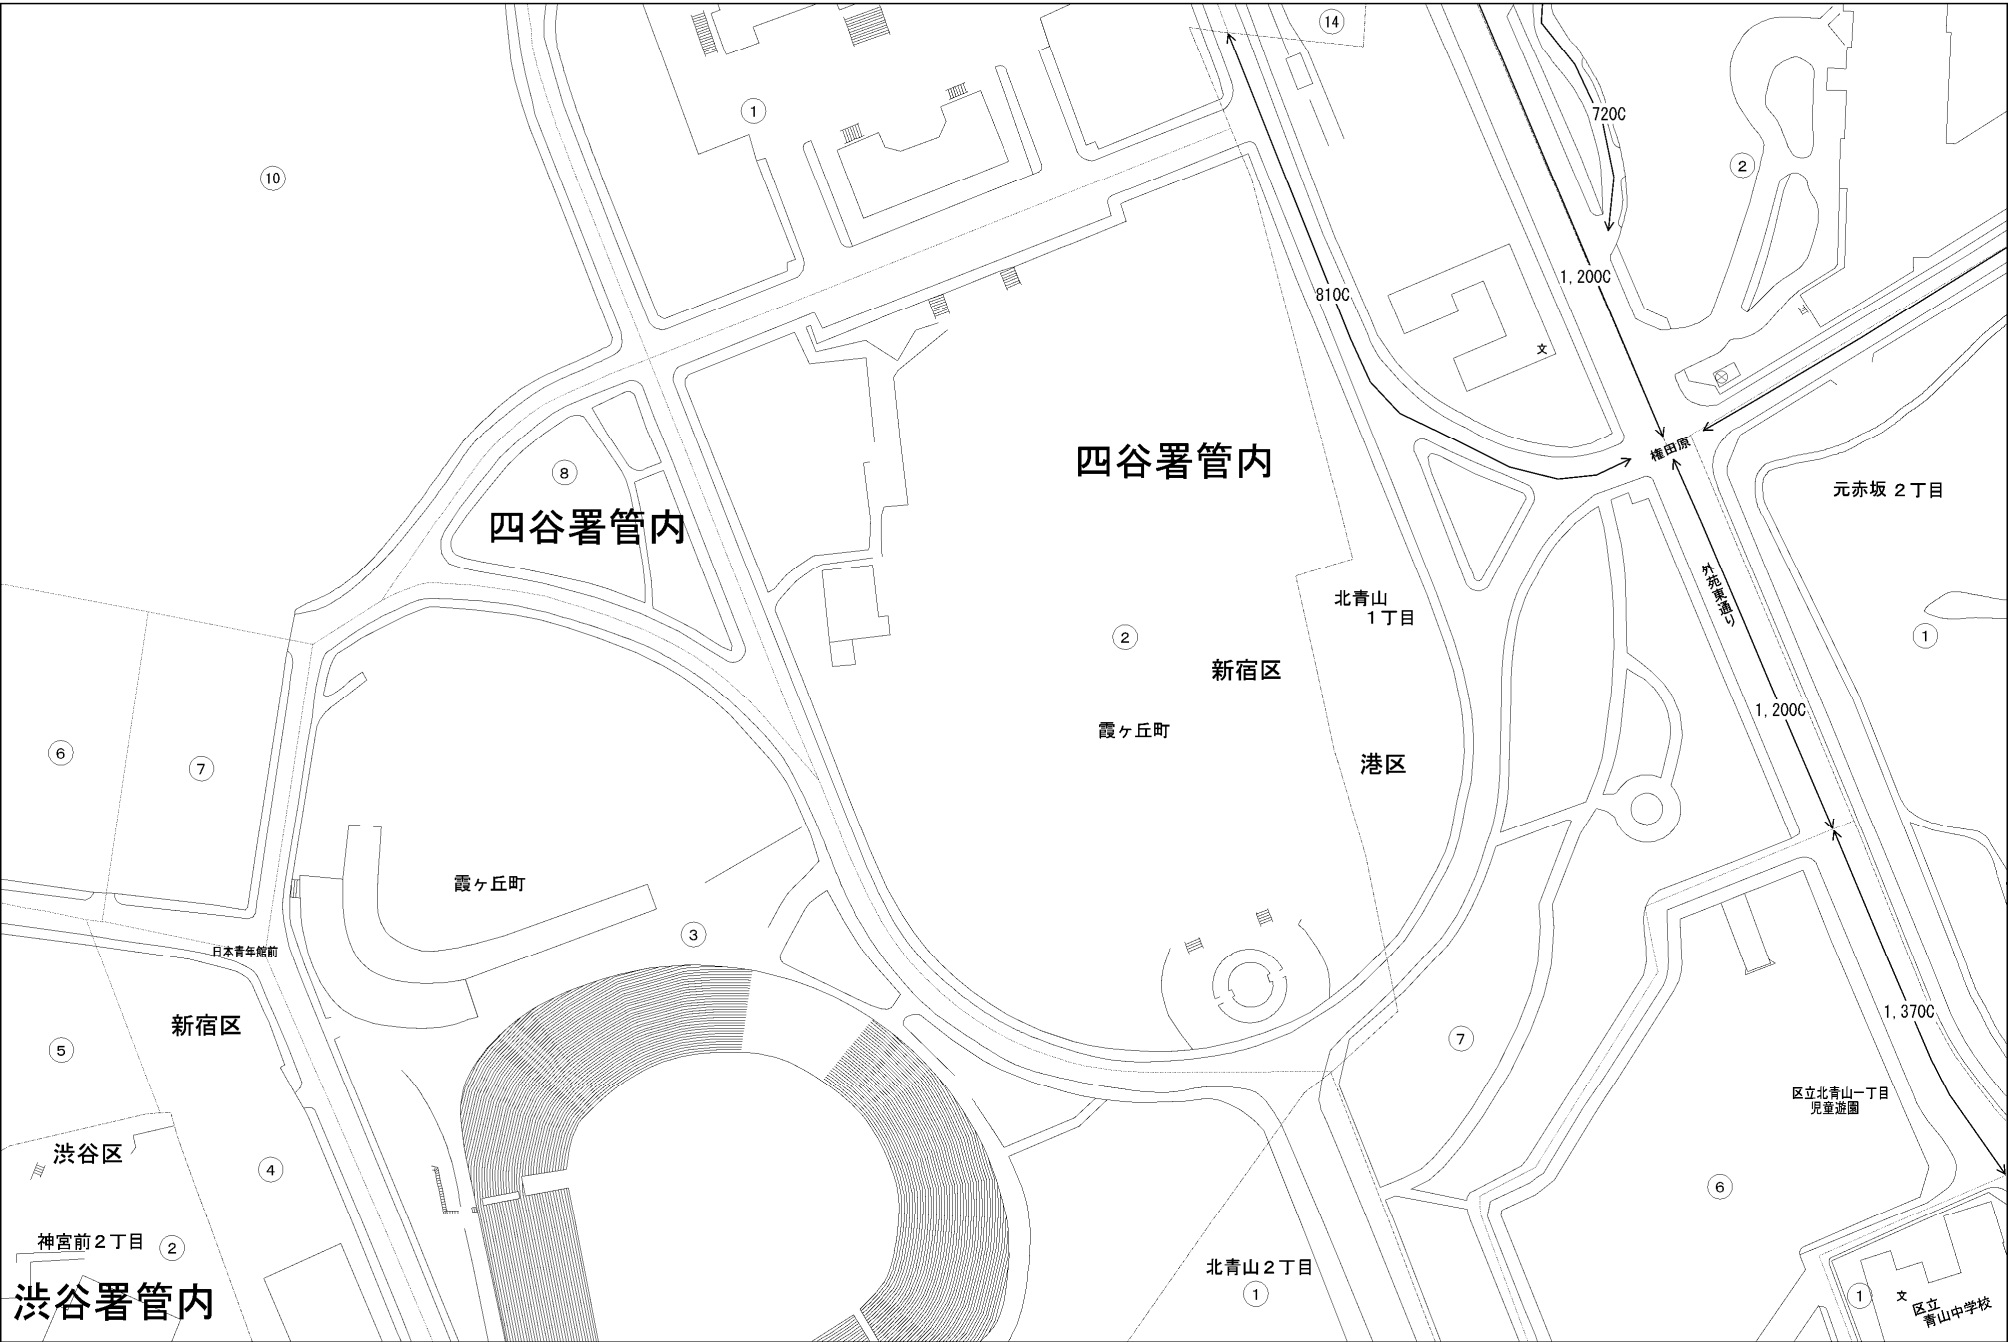 ⑭
①
720C
②
⑩
1,200C
810C
文
権田原
四谷署管内
⑧
四谷署管内
元赤坂 2丁目
外苑東通り
北青山
1丁目
②
①
新宿区
1,200C
霞ヶ丘町
港区
⑥
⑦
霞ヶ丘町
③
日本青年館前
1,370C
新宿区
⑤
⑦
区立北青山一丁目
児童遊園
渋谷区
④
⑥
神宮前2丁目
②
北青山2丁目
①
渋谷署管内
①
文
区立
青山中学校